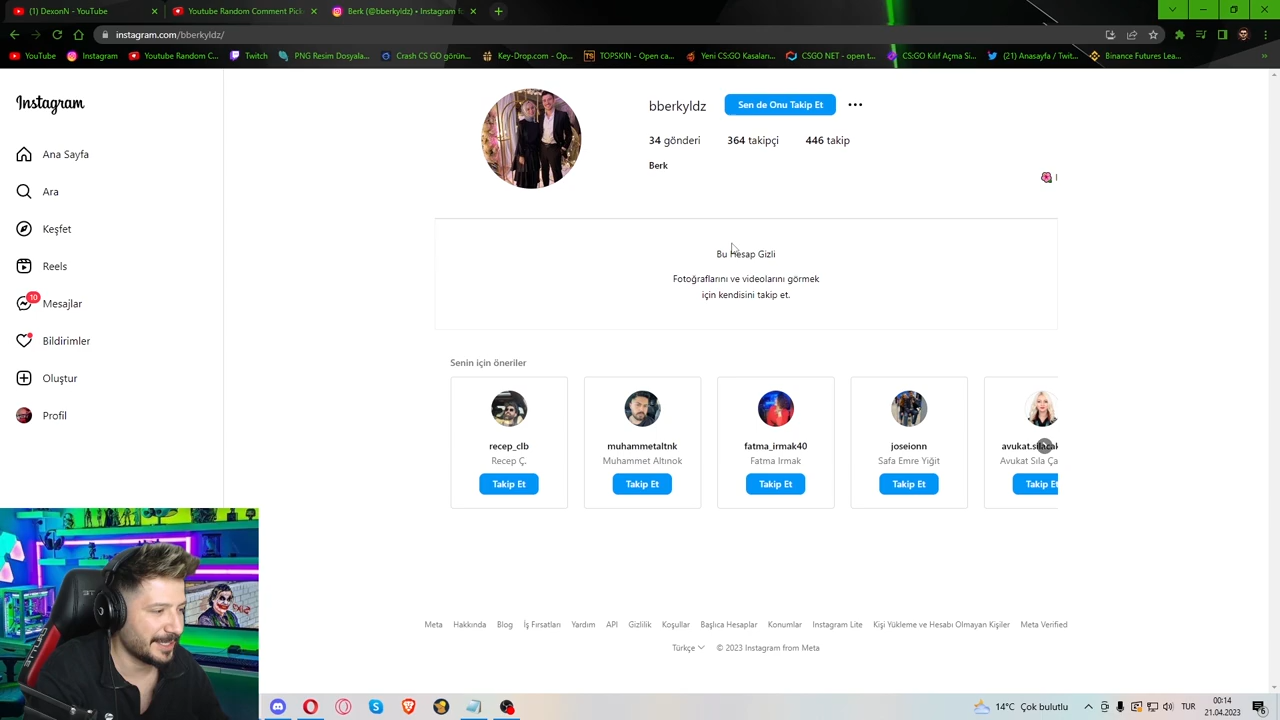 (1) DexonN
Youtube Random Comment Pick
Berk (@bberkyldz) • Instagram fo
instagram.com/bberkyldz/
YouTube
Instagram
Youtube Random C...
Twitch
PNG Resim Dosyala...
Crash CS GO görün...
Key-Drop.com - Op...
TOPSKIN - Open ca...
Yeni CS:GO Kasaları...
CSGO NET - open t...
CS:GO Kılıf Açma Si...
(21) Anasayfa / Twit...
Binance Futures Lea...
Instagram
Ana Sayfa
Ara
Keşfet
Reels
10
Mesajlar
Bildirimler
Oluştur
Profil
bberkyldz
Sen de Onu Takip Et
34 gönderi
364 takipçi
446 takip
Berk
Bu Hesap Gizli
Fotoğraflarını ve videolarını görmek
için kendisini takip et.
Senin için öneriler
recep_clb
Recep Ç.
Takip Et
muhammetaltnk
Muhammet Altınok
Takip Et
fatma_irmak40
Fatma Irmak
Takip Et
joseionn
Safa Emre Yiğit
Takip Et
Avukat Sıla Ça
Takip Et
Meta
Hakkında
Blog
İş Fırsatları
Yardım
API
Gizlilik
Koşullar
Başlıca Hesaplar
Konumlar
Instagram Lite
Kişi Yükleme ve Hesabı Olmayan Kişiler
Meta Verified
Türkçe
© 2023 Instagram from Meta
14°C Çok bulutlu
TUR
00:14
21.04.2023